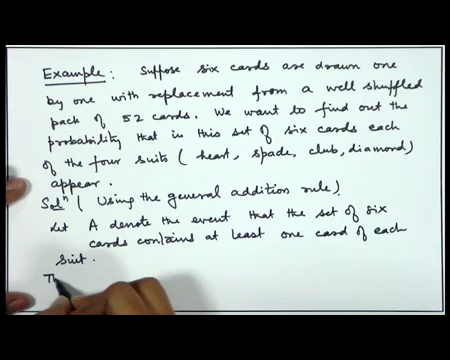 Example: Suppose six cards are drawn one
by one with replacement from a well shuffled
pack of 52 cards. We want to find out the
probability that in this set of six cards each
of the four suits (heart, spade, club, diamond)
appear.
Solⁿ (Using the general addition rule)
Let A denote the event that the set of six
cards contains at least one card of each
suit.
T